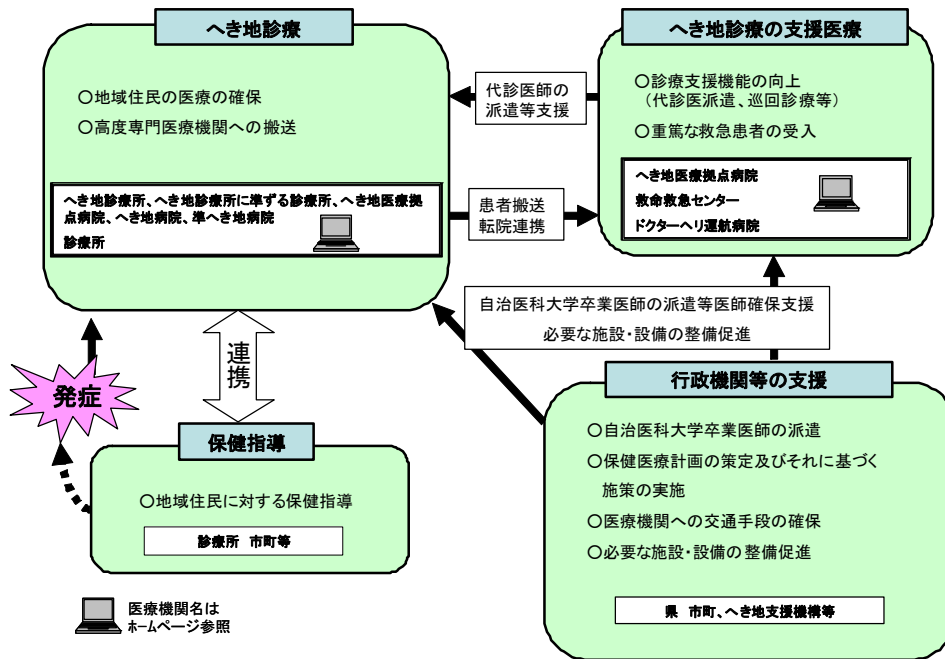 へき地診療
○地域住民の医療の確保
○高度専門医療機関への搬送
へき地診療所、へき地診療所に準ずる診療所、へき地医療拠
点病院、へき地病院、準へき地病院
診療所
代診医師の
派遣等支援
患者搬送
転院連携
へき地診療の支援医療
○診療支援機能の向上
（代診医派遣、巡回診療等）
○重篤な救急患者の受入
へき地医療拠点病院
救命救急センター
ドクターヘリ運航病院
自治医科大学卒業医師の派遣等医師確保支援
必要な施設・設備の整備促進
連携
発症
保健指導
○地域住民に対する保健指導
診療所 市町等
行政機関等の支援
○自治医科大学卒業医師の派遣
○保健医療計画の策定及びそれに基づく
施策の実施
○医療機関への交通手段の確保
○必要な施設・設備の整備促進
県 市町、へき地支援機構等
医療機関名は
ホームページ参照